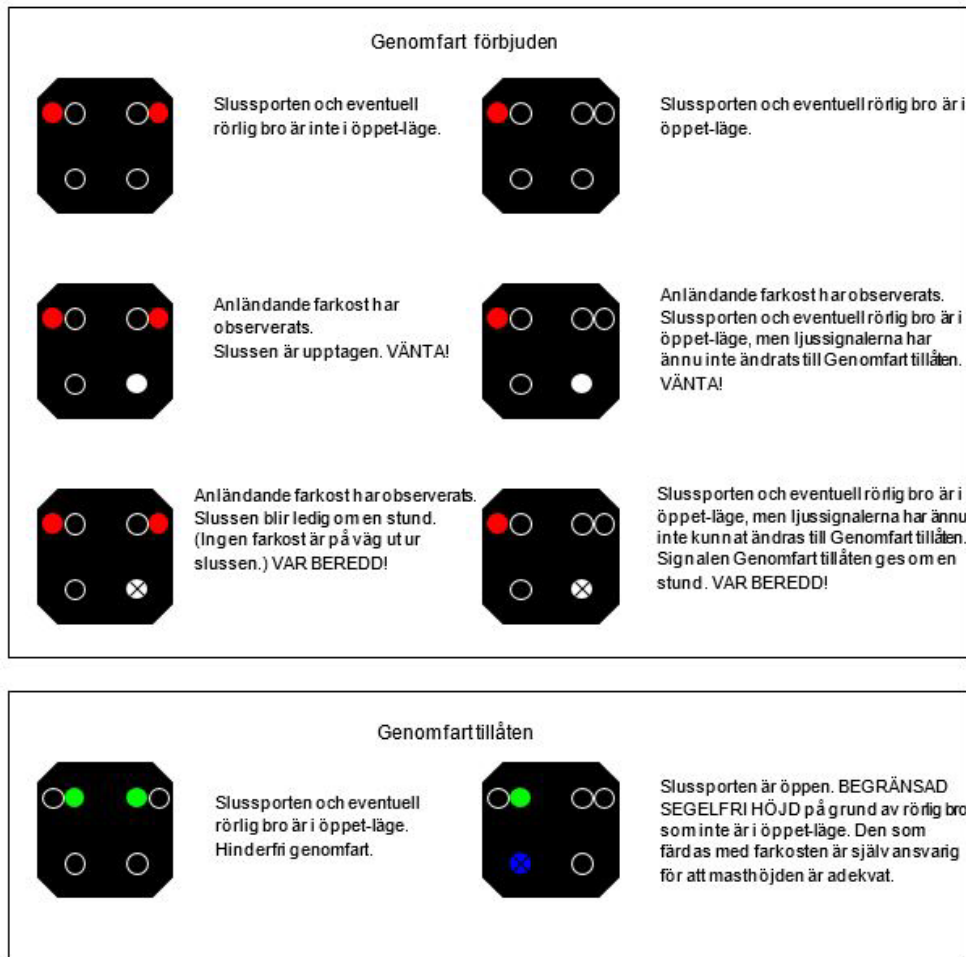 Genomfart förbjuden
Slussporten och eventuell
rörlig bro är inte i öppet-läge.
Slussporten och eventuell rörlig bro är i
öppet-läge.
Anländande farkost har
observerats.
Slussen är upptagen. VÄNTA!
Anländande farkost har observerats.
Slussporten och eventuell rörlig bro är i
öppet-läge, men ljussignalerna har
ännu inte ändrats till Genomfart tillåten.
VÄNTA!
Anländande farkost har observerats.
Slussen blir ledig om en stund.
(Ingen farkost är på väg ut ur
slussen.) VAR BEREDD!
Slussporten och eventuell rörlig bro är i
öppet-läge, men ljussignalerna har ännu
inte kunnat ändras till Genomfart tillåten.
Signalen Genomfart tillåten ges om en
stund. VAR BEREDD!
Genomfart tillåten
Slussporten och eventuell
rörlig bro är i öppet-läge.
Hinderfri genomfart.
Slussporten är öppen. BEGRÄNSAD
SEGELFRI HÖJD på grund av rörlig bro
som inte är i öppet-läge. Den som
färdas med farkosten är själv ansvarig
för att masthöjden är adekvat.